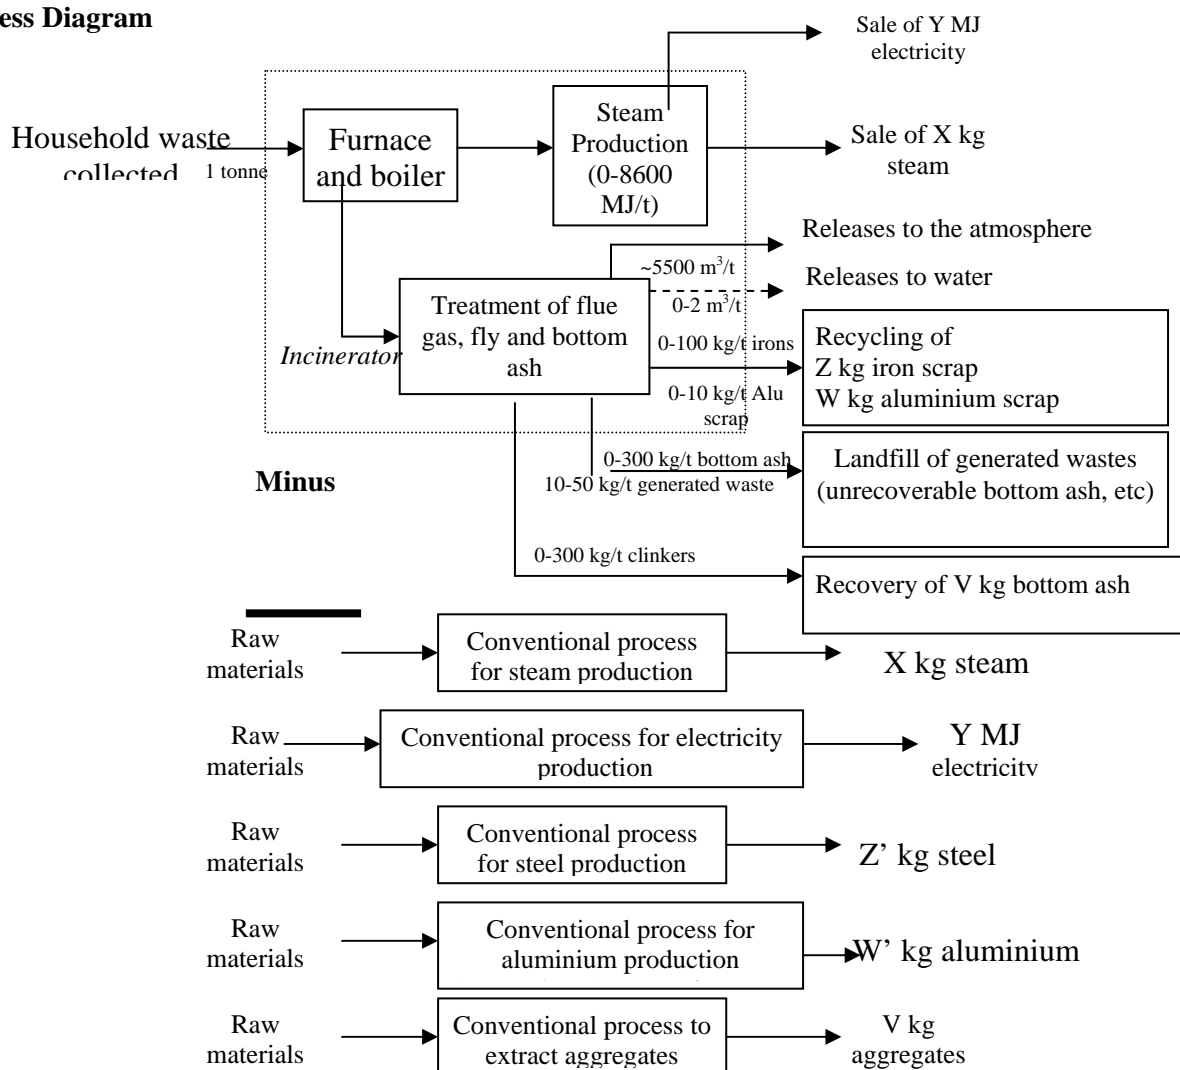 ess Diagram
Sale of Y MJ
electricity
Household waste
collected
1 tonne
Furnace
and boiler
Steam
Production
(0-8600
MJ/t)
Sale of X kg
steam
Releases to the atmosphere
~5500 m³/t
Releases to water
0-2 m³/t
Treatment of flue
gas, fly and bottom
ash
Incinerator
0-100 kg/t irons
0-10 kg/t Alu
scrap
Recycling of
Z kg iron scrap
W kg aluminium scrap
0-300 kg/t bottom ash
10-50 kg/t generated waste
Landfill of generated wastes
(unrecoverable bottom ash, etc)
Minus
0-300 kg/t clinkers
Recovery of V kg bottom ash
Raw
materials
Conventional process
for steam production
X kg steam
Raw
materials
Conventional process for electricity
production
Y MJ
electricity
Raw
materials
Conventional process
for steel production
Z' kg steel
Raw
materials
Conventional process for
aluminium production
W' kg aluminium
Raw
materials
Conventional process to
extract aggregates
V kg
aggregates